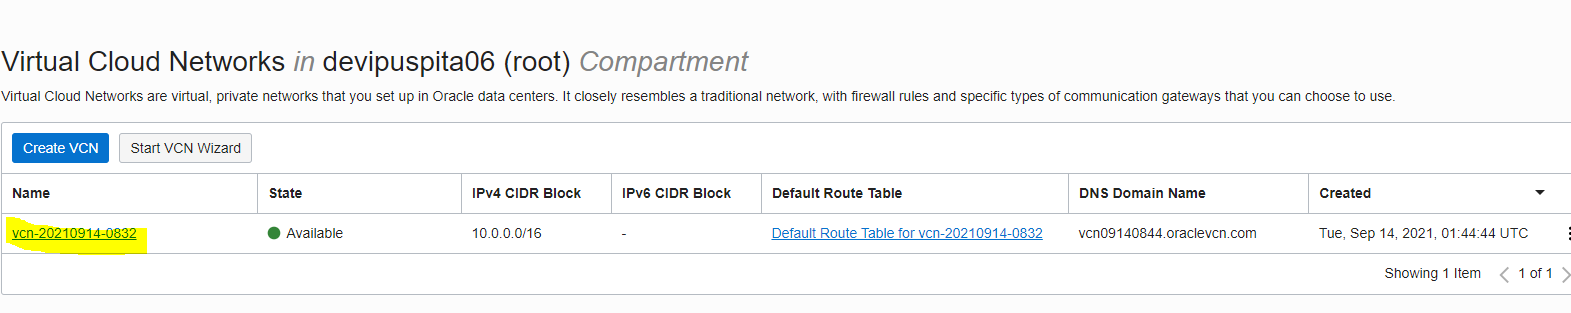 Virtual Cloud Networks in devipuspita06 (root) Compartment
Virtual Cloud Networks are virtual, private networks that you set up in Oracle data centers. It closely resembles a traditional network, with firewall rules and specific types of communication gateways that you can choose to use.
Create VCN Start VCN Wizard
Name State IPv4 CIDR Block IPv6 CIDR Block Default Route Table DNS Domain Name Created
vcn-20210914-0832 Available 10.0.0.0/16 - Default Route Table for vcn-20210914-0832 vcn09140844.oraclevcn.com Tue, Sep 14, 2021, 01:44:44 UTC
Showing 1 Item 1 of 1